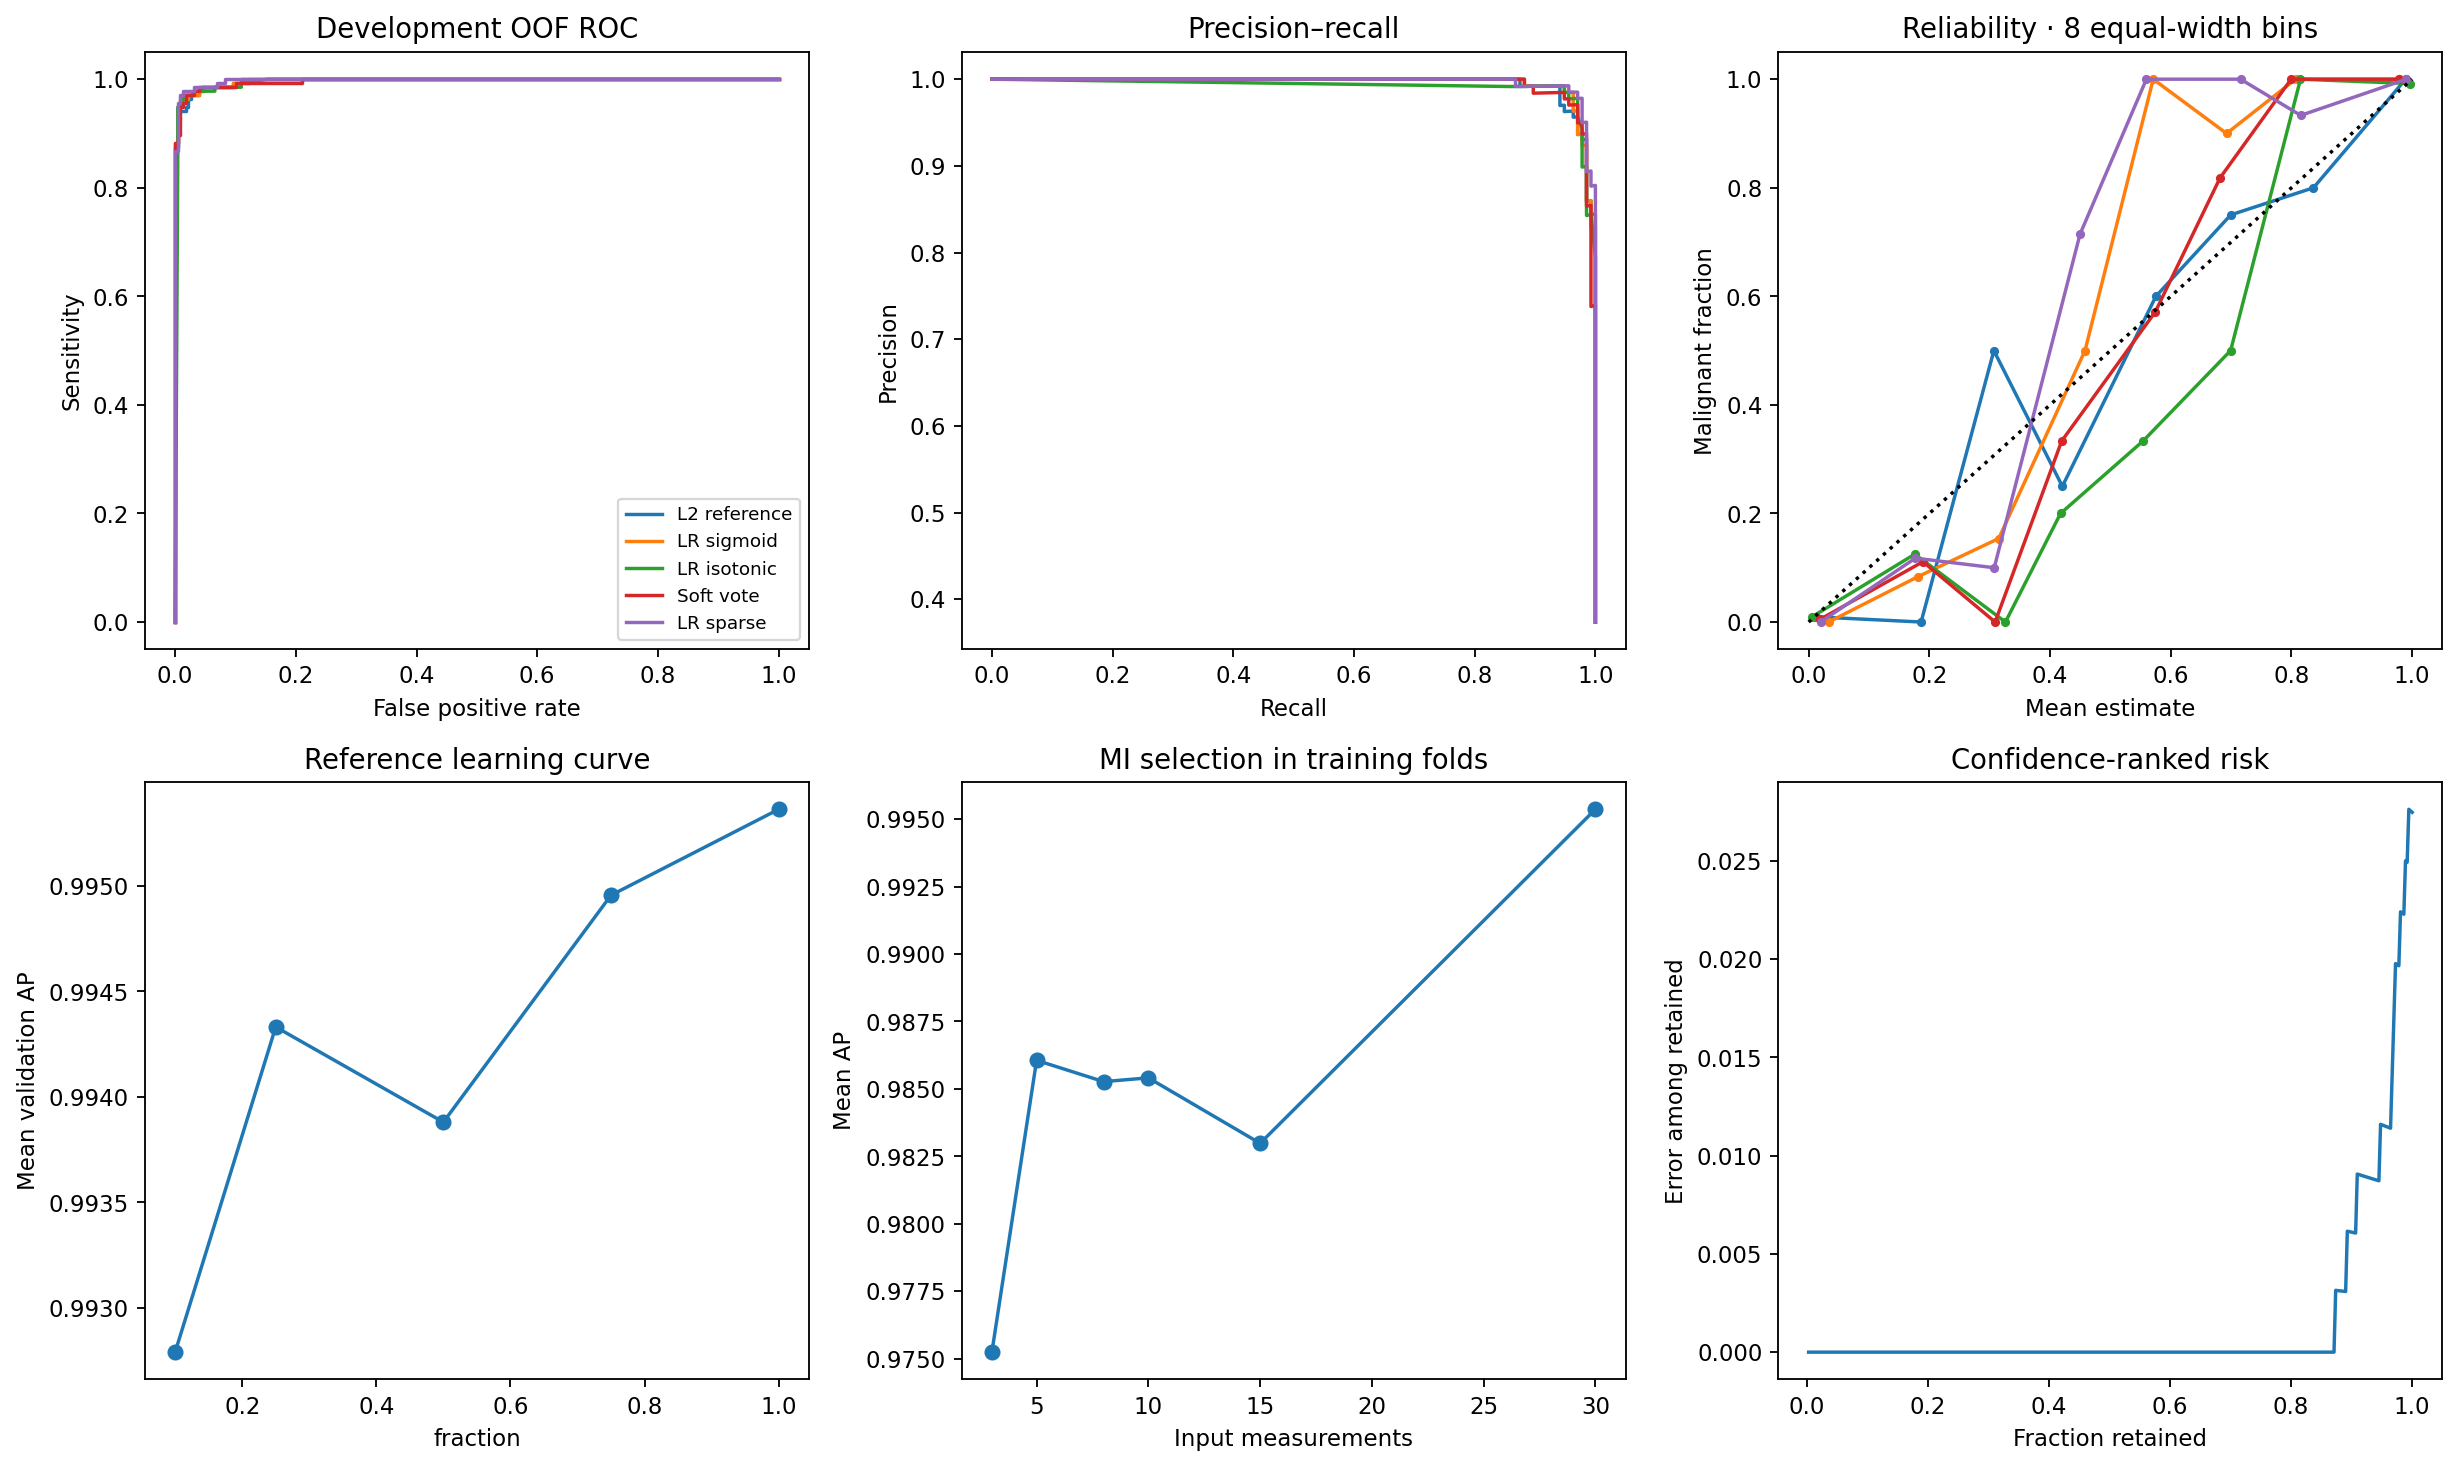 Development OOF ROC
Sensitivity
1.0
0.8
0.6
0.4
0.2
0.0
0.0 0.2 0.4 0.6 0.8 1.0
False positive rate
L2 reference
LR sigmoid
LR isotonic
Soft vote
LR sparse
Precision–recall
Precision
1.0
0.9
0.8
0.7
0.6
0.5
0.4
0.0 0.2 0.4 0.6 0.8 1.0
Recall
Reliability · 8 equal-width bins
Malignant fraction
1.0
0.8
0.6
0.4
0.2
0.0
0.0 0.2 0.4 0.6 0.8 1.0
Mean estimate
Reference learning curve
Mean validation AP
0.9950
0.9945
0.9940
0.9935
0.9930
0.2 0.4 0.6 0.8 1.0
fraction
MI selection in training folds
Mean AP
0.9950
0.9925
0.9900
0.9875
0.9850
0.9825
0.9800
0.9775
0.9750
5 10 15 20 25 30
Input measurements
Confidence-ranked risk
Error among retained
0.025
0.020
0.015
0.010
0.005
0.000
0.0 0.2 0.4 0.6 0.8 1.0
Fraction retained